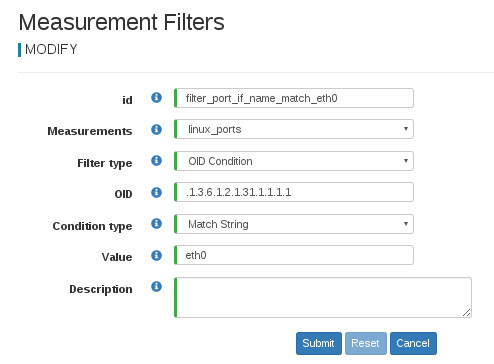 Measurement Filters
MODIFY
id filter_port_if_name_match_eth0
Measurements linux_ports
Filter type OID Condition
OID .1.3.6.1.2.1.31.1.1.1.1
Condition type Match String
Value eth0
Description
Submit Reset Cancel